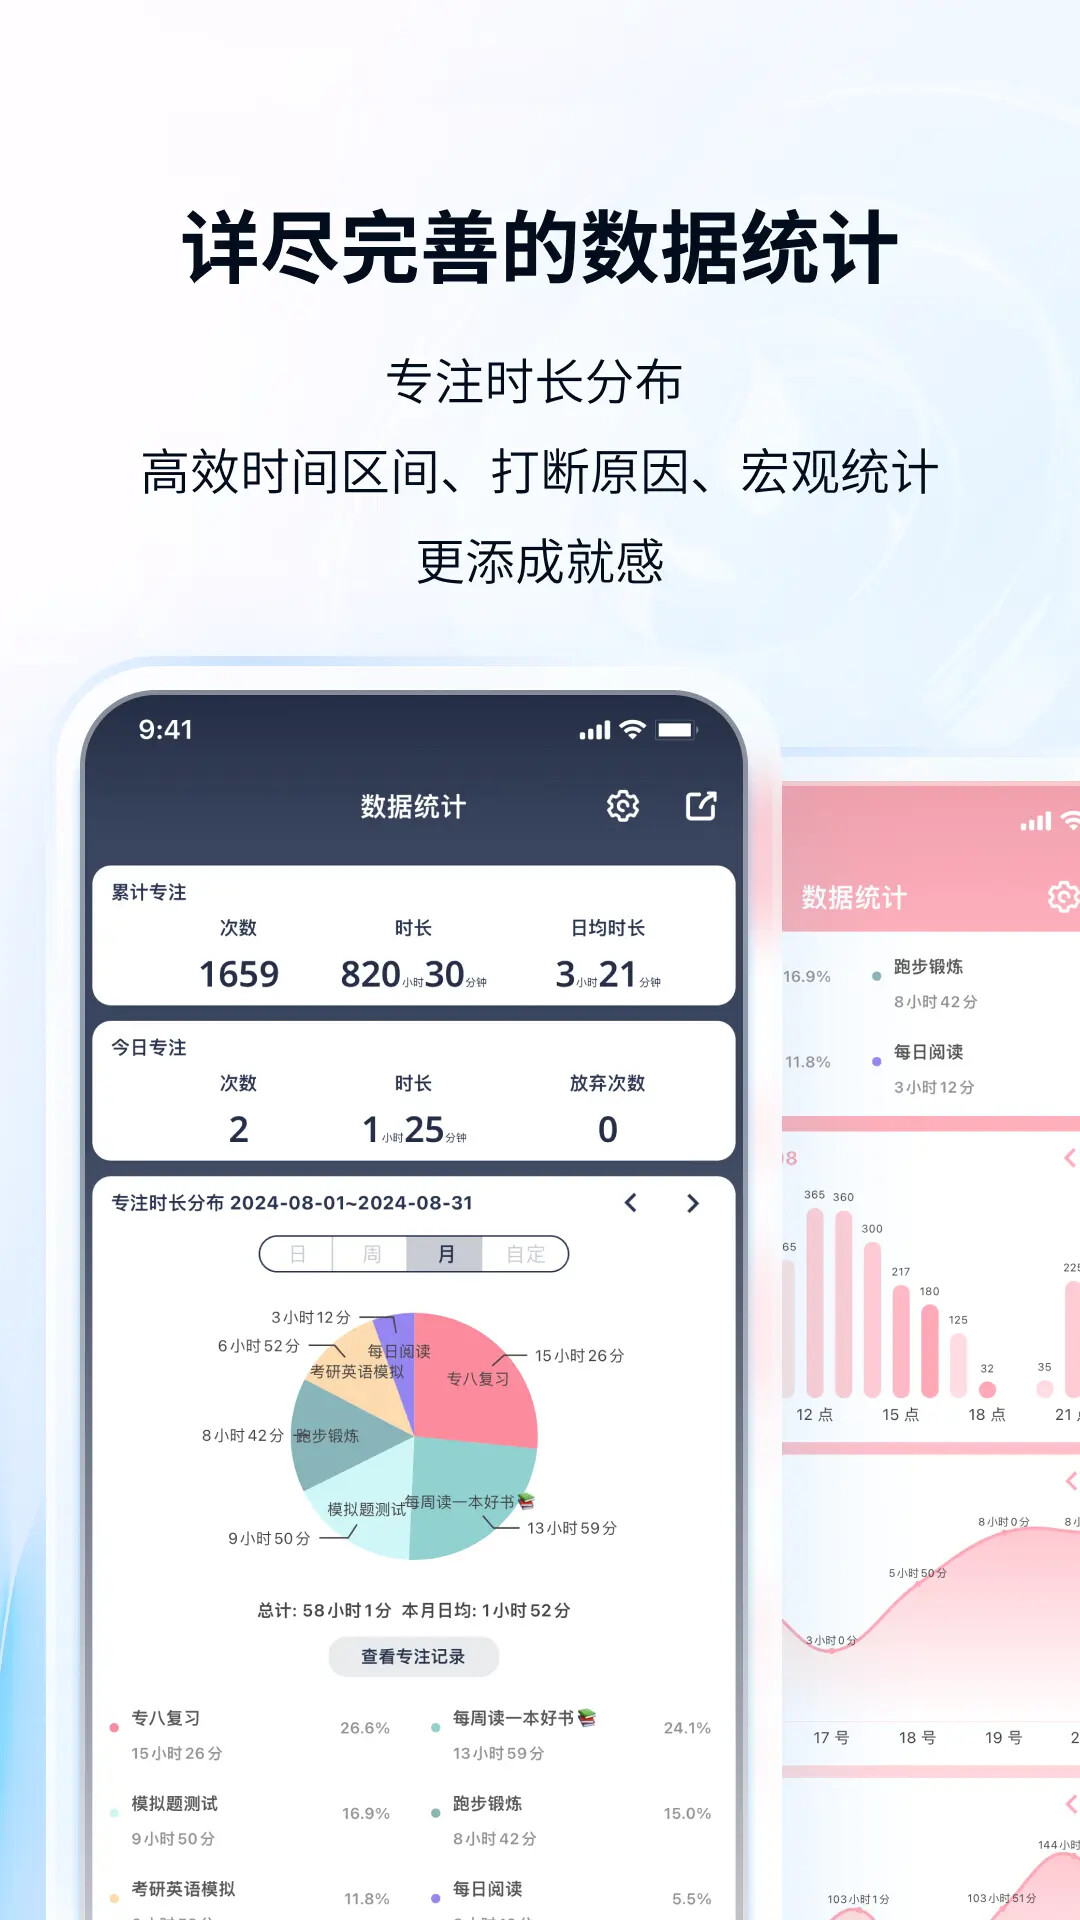 详尽完善的数据统计
专注时长分布
高效时间区间、打断原因、宏观统计
更添成就感
9:41
数据统计
累计专注
次数 时长 日均时长
1659 820小时30分钟 3小时21分钟
今日专注
次数 时长 放弃次数
2 1小时25分钟 0
专注时长分布 2024-08-01~2024-08-31
日 周 月 自定
3小时12分
6小时52分
每日阅读
考研英语模拟
专八复习
15小时26分
8小时42分
跑步锻炼
模拟题测试
每周读一本好书📚
9小时50分
13小时59分
总计: 58小时1分 本月日均: 1小时52分
查看专注记录
专八复习 26.6%
15小时26分
每周读一本好书📚 24.1%
13小时59分
模拟题测试 16.9%
9小时50分
跑步锻炼 15.0%
8小时42分
考研英语模拟 11.8%
每日阅读 5.5%
数据统计
16.9% 跑步锻炼
8小时42分
11.8% 每日阅读
3小时12分
08
65 365 360 300 217 180 125 32 35 225
12 点 15 点 18 点 21
8小时0分
5小时50分
3小时0分
17 号 18 号 19 号 2
144小时
103小时1分 103小时51分